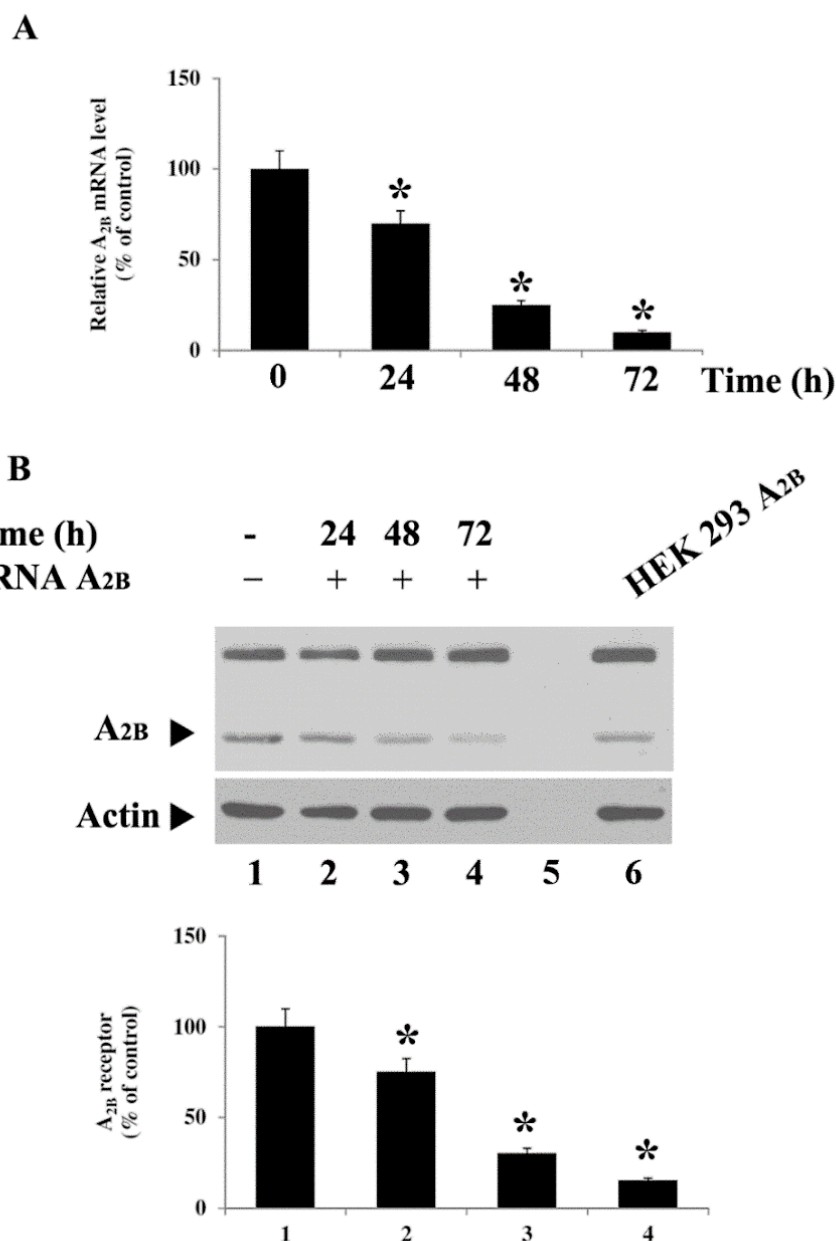 A
150
100
50
0
Relative A2B mRNA level
(% of control)
*
*
*
0 24 48 72 Time (h)
B
me (h) - 24 48 72
RNA A2B − + + +
HEK 293 A2B
A2B
Actin
1 2 3 4 5 6
150
100
50
0
A2B receptor
(% of control)
*
*
*
1 2 3 4